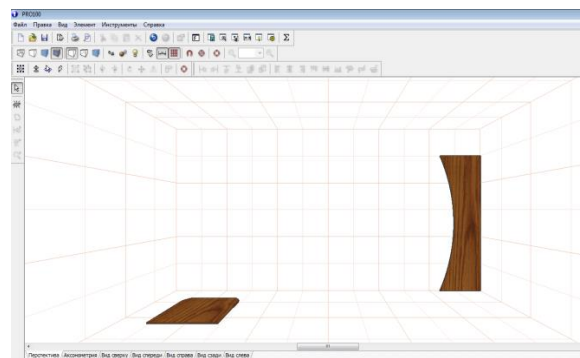 PRO100
Файл Правка Вид Элемент Инструменты Справка
Перспектива Аксонометрия Вид сверху Вид спереди Вид справа Вид сзади Вид слева